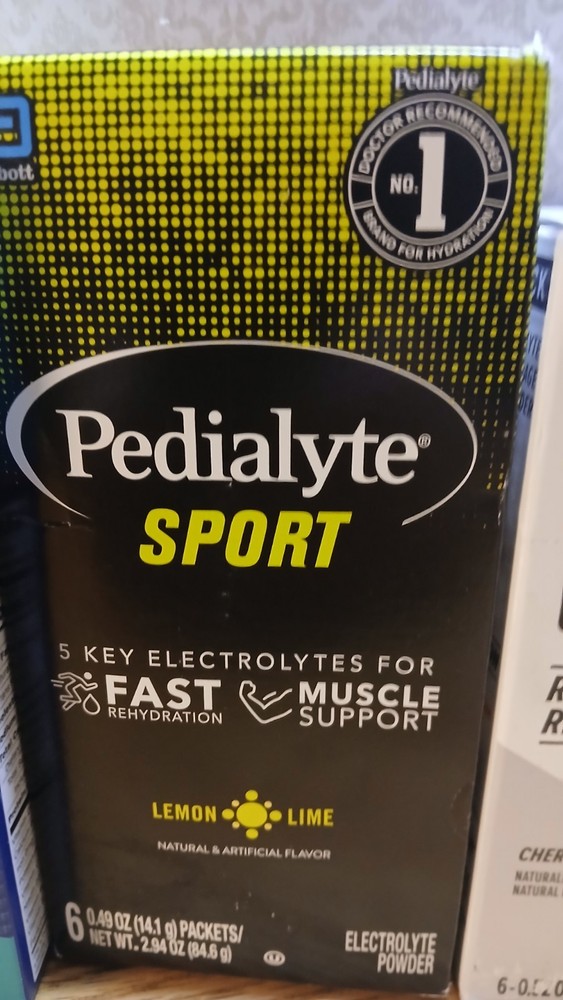 Pedialyte
DOCTOR RECOMMENDED
NO. 1
BRAND FOR HYDRATION
bott
Pedialyte®
SPORT
5 KEY ELECTROLYTES FOR
FAST
REHYDRATION
MUSCLE
SUPPORT
LEMON LIME
NATURAL & ARTIFICIAL FLAVOR
6 0.49 OZ (14.1 g) PACKETS/
NET WT. 2.94 OZ (84.6 g)
U
ELECTROLYTE
POWDER
CHER
NATURAL
NATURAL